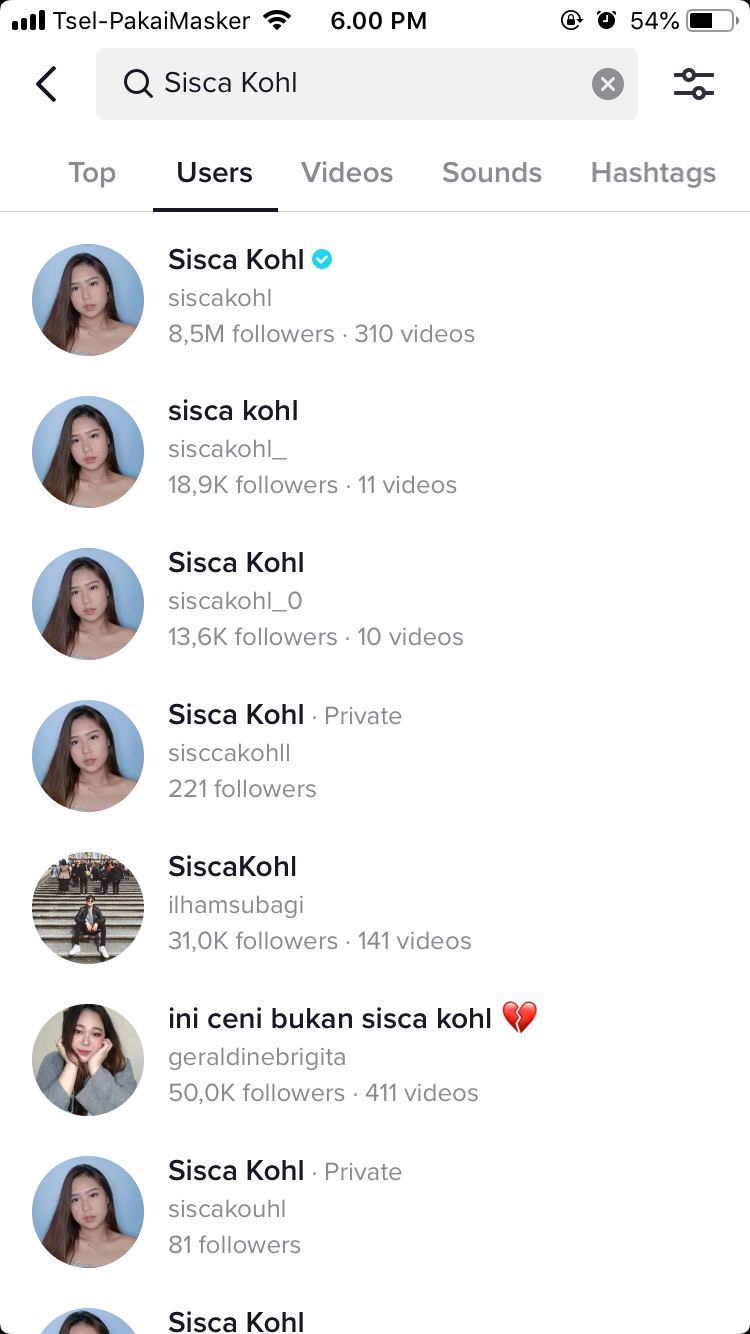 Tsel-PakaiMasker 6.00 PM 54%
Sisca Kohl
Top Users Videos Sounds Hashtags
Sisca Kohl
siscakohl
8,5M followers · 310 videos
sisca kohl
siscakohl_
18,9K followers · 11 videos
Sisca Kohl
siscakohl_0
13,6K followers · 10 videos
Sisca Kohl · Private
sisccakohll
221 followers
SiscaKohl
ilhamsubagi
31,0K followers · 141 videos
ini ceni bukan sisca kohl 💔
geraldinebrigita
50,0K followers · 411 videos
Sisca Kohl · Private
siscakouhl
81 followers
Sisca Kohl